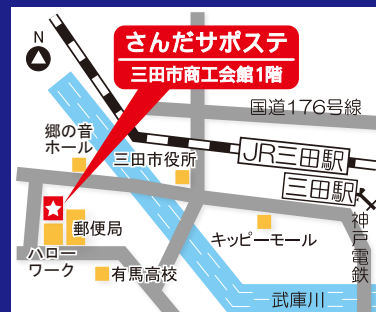 N
さんだサポステ
三田市商工会館1階
国道176号線
郷の音
ホール
三田市役所
JR三田駅
三田駅
神戸電鉄
郵便局
ハロー
ワーク
キッピーモール
有馬高校
武庫川